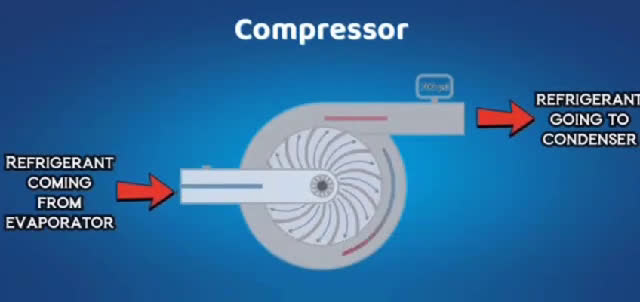 Compressor
REFRIGERANT
GOING TO
CONDENSER
REFRIGERANT
COMING
FROM
EVAPORATOR